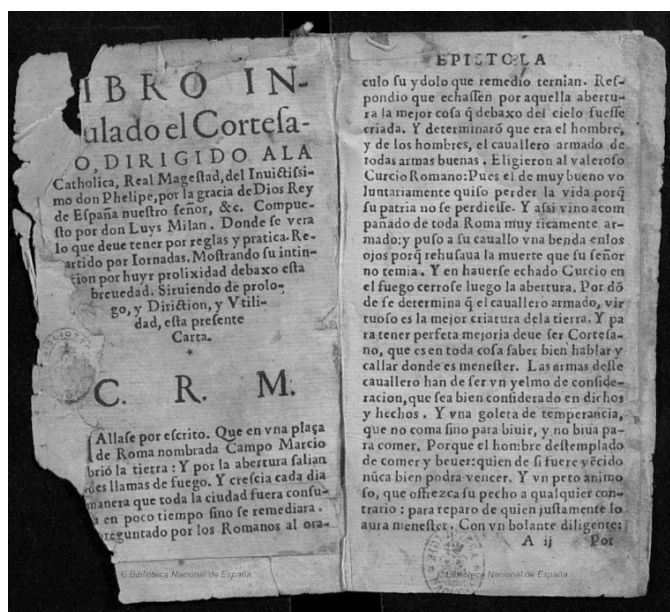 IBRO IN-
ulado el Cortesa-
O, DIRIGIDO ALA
Catholica, Real Magestad, del Inuictissi-
mo don Phelipe, por la gracia de Dios Rey
de España nuestro señor, &c. Compue-
sto por don Luys Milan. Donde se vera
lo que deue tener por reglas y pratica. Re-
artido por Iornadas. Mostrando su intin-
cion por huyr prolixidad debaxo esta
breuedad. Siruiendo de prolo-
go, y Diriction, y Vtili-
dad, esta presente
Carta.
*
C. R. M.
Allase por escrito. Que en vna plaça
de Roma nombrada Campo Marcio
brió la tierra: Y por la abertura salian
des llamas de fuego. Y crescia cada dia
manera que toda la ciudad fuera consu-
a en poco tiempo sino se remediara.
reguntado por los Romanos al ora-
© Biblioteca Nacional de España
EPISTOLA
culo su ydolo que remedio ternian. Res-
pondio que echassen por aquella abertu-
ra la mejor cosa q̃ debaxo del cielo fuesse
criada. Y determinarõ que era el hombre,
y de los hombres, el cauallero armado de
todas armas buenas. Eligieron al valeroso
Curcio Romano: Pues el de muy bueno vo
luntariamente quiso perder la vida porq̃
su patria no se perdiesse. Y assi vino acom
pañado de toda Roma muy ricamente ar-
mado: y puso a su cauallo vna benda enlos
ojos porq̃ rehusaua la muerte que su señor
no temia. Y en hauerse echado Curcio en
el fuego cerrose luego la abertura. Por dõ
de se determina q̃ el cauallero armado, vir
tuoso es la mejor criatura dela tierra. Y pa
ra tener perfeta mejoria deue ser Cortesa-
no, que es en toda cosa saber bien hablar y
callar donde es menester. Las armas deste
cauallero han de ser vn yelmo de conside-
racion, que sea bien considerado en dichos
y hechos. Y vna goleta de temperancia,
que no coma sino para biuir, y no biua pa-
ra comer. Porque el hombre destemplado
de comer y beuer: quien de si fuere vẽcido
nũca bien podra vencer. Y vn peto animo
so, que offrezca su pecho a qualquier con-
trario: para reparo de quien justamente lo
aura menester. Con vn bolante diligente:
A ij Por
© Biblioteca Nacional de España